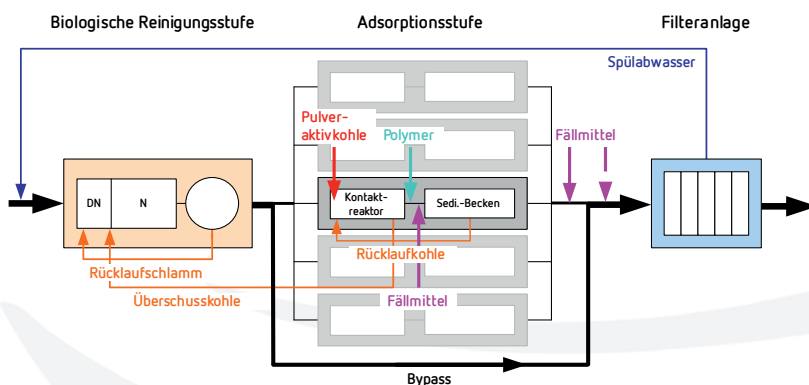 Biologische Reinigungsstufe
Adsorptionsstufe
Filteranlage
Spülabwasser
Pulver-
aktivkohle
Polymer
Fällmittel
DN
N
Kontakt-
reaktor
Sedi.-Becken
Rücklaufkohle
Rücklaufschlamm
Überschusskohle
Fällmittel
Bypass